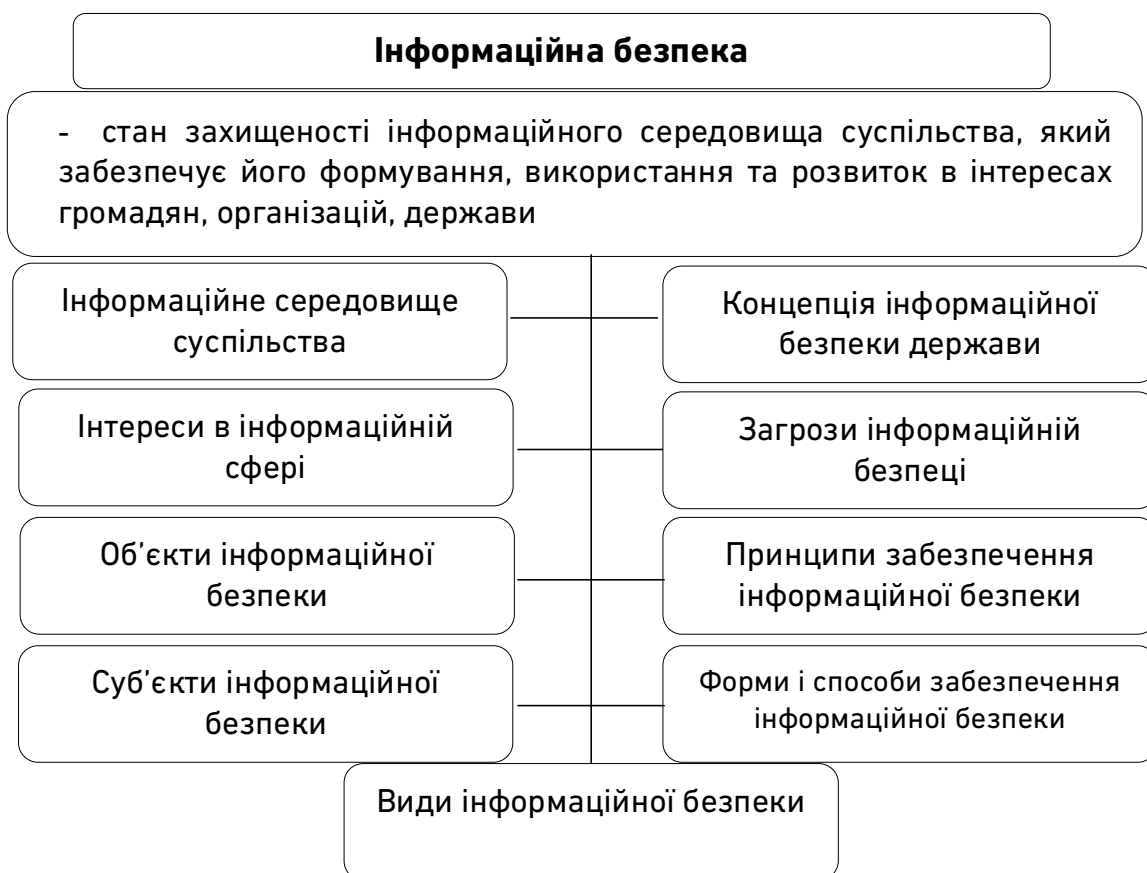 Інформаційна безпека
- стан захищеності інформаційного середовища суспільства, який
забезпечує його формування, використання та розвиток в інтересах
громадян, організацій, держави
Інформаційне середовище
суспільства
Концепція інформаційної
безпеки держави
Інтереси в інформаційній
сфері
Загрози інформаційній
безпеці
Об’єкти інформаційної
безпеки
Принципи забезпечення
інформаційної безпеки
Суб’єкти інформаційної
безпеки
Форми і способи забезпечення
інформаційної безпеки
Види інформаційної безпеки